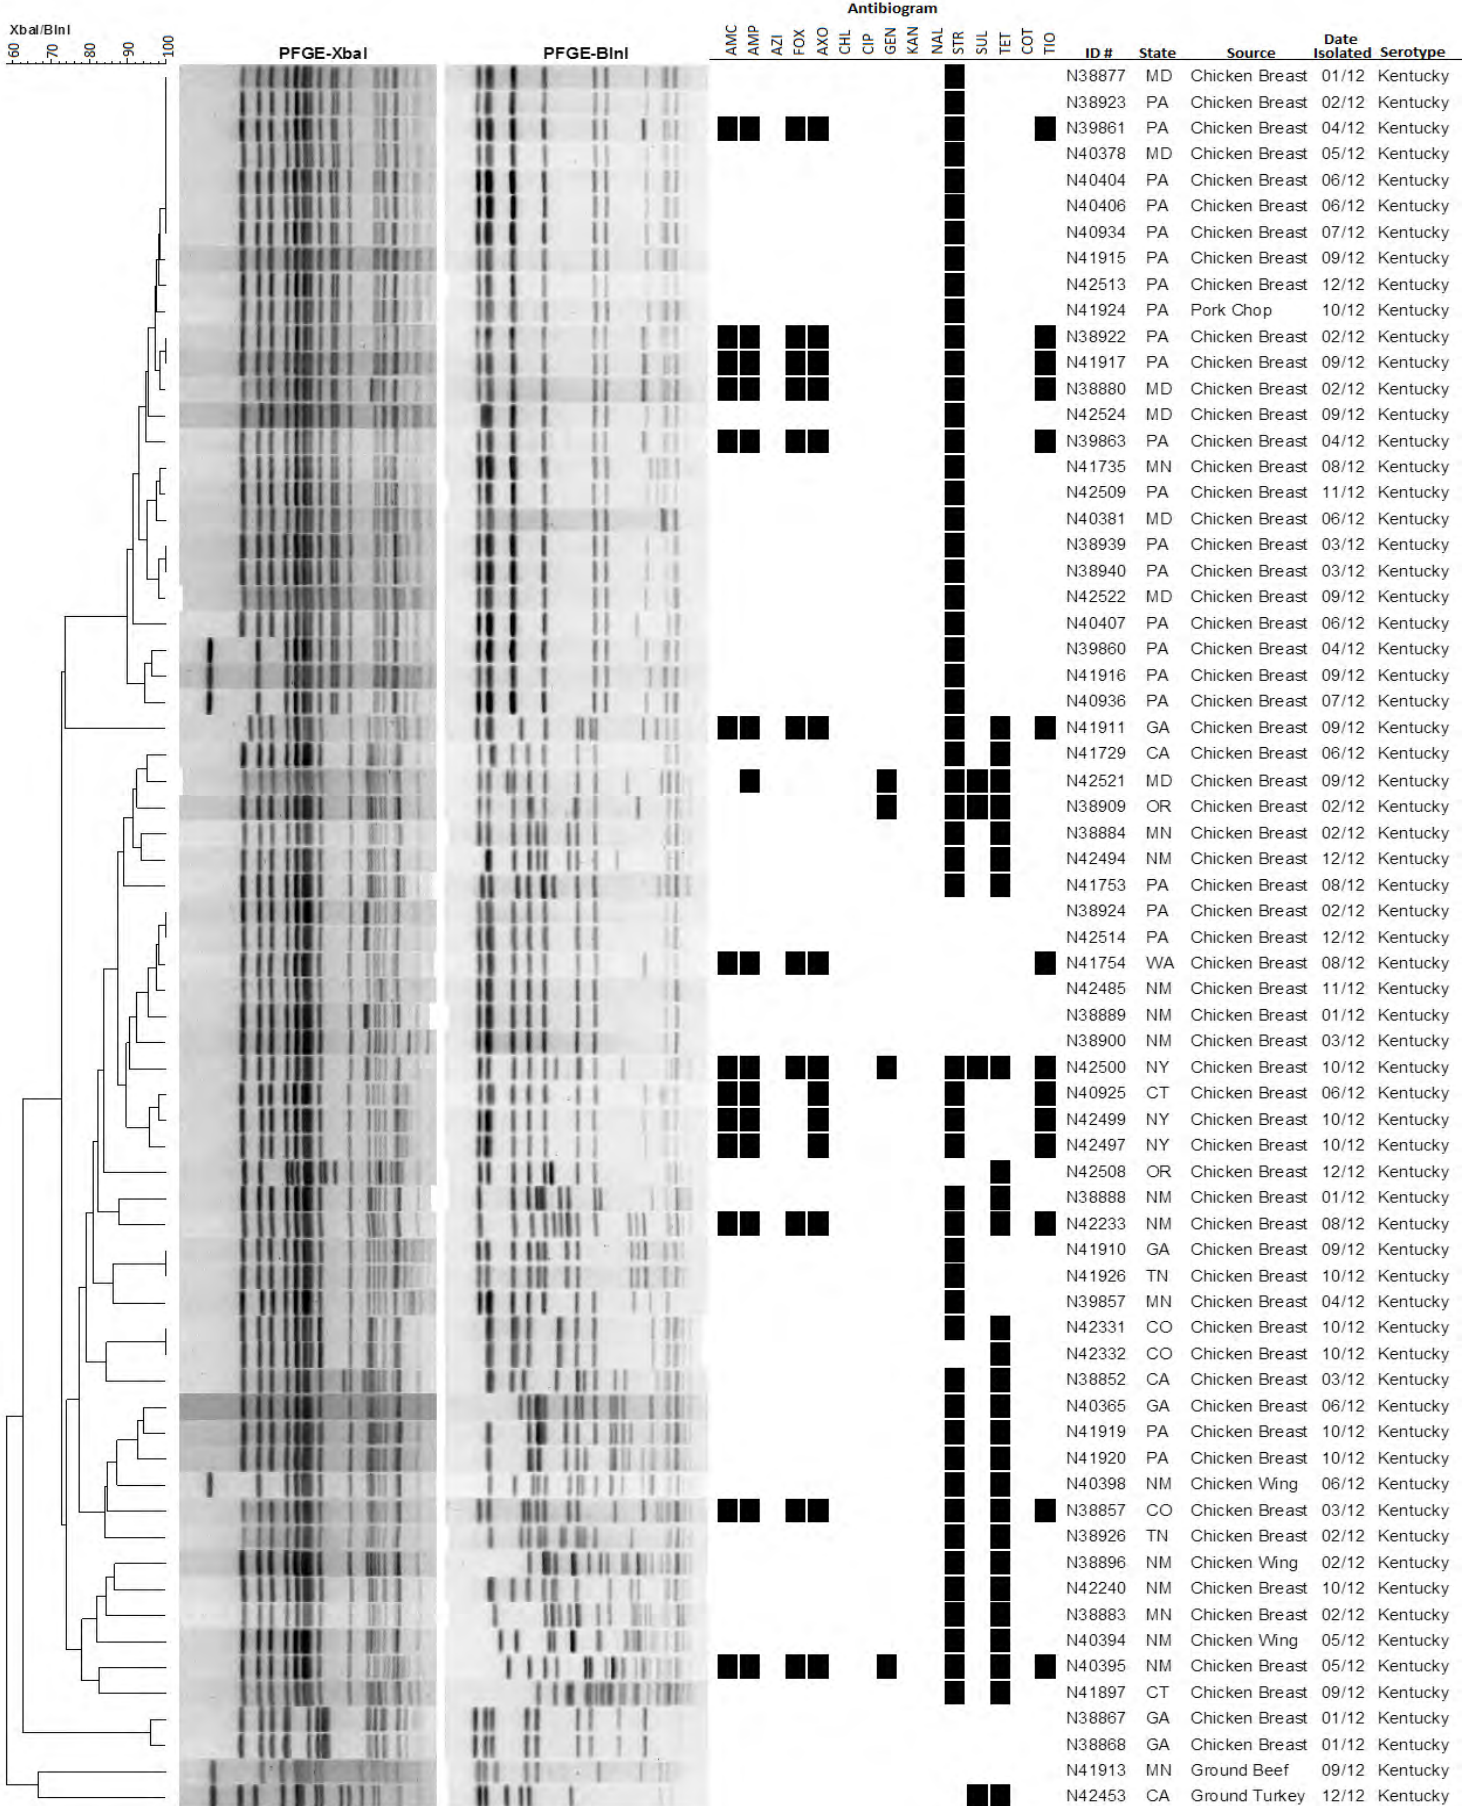 Antibiogram
XbaI/BlnI
60 70 80 90 100
PFGE-XbaI PFGE-BlnI AMC AMP AZI FOX AXO CHL CIP GEN KAN NAL STR SUL TET COT TIO ID # State Source Date Isolated Serotype
N38877 MD Chicken Breast 01/12 Kentucky
N38923 PA Chicken Breast 02/12 Kentucky
N39861 PA Chicken Breast 04/12 Kentucky
N40378 MD Chicken Breast 05/12 Kentucky
N40404 PA Chicken Breast 06/12 Kentucky
N40406 PA Chicken Breast 06/12 Kentucky
N40934 PA Chicken Breast 07/12 Kentucky
N41915 PA Chicken Breast 09/12 Kentucky
N42513 PA Chicken Breast 12/12 Kentucky
N41924 PA Pork Chop 10/12 Kentucky
N38922 PA Chicken Breast 02/12 Kentucky
N41917 PA Chicken Breast 09/12 Kentucky
N38880 MD Chicken Breast 02/12 Kentucky
N42524 MD Chicken Breast 09/12 Kentucky
N39863 PA Chicken Breast 04/12 Kentucky
N41735 MN Chicken Breast 08/12 Kentucky
N42509 PA Chicken Breast 11/12 Kentucky
N40381 MD Chicken Breast 06/12 Kentucky
N38939 PA Chicken Breast 03/12 Kentucky
N38940 PA Chicken Breast 03/12 Kentucky
N42522 MD Chicken Breast 09/12 Kentucky
N40407 PA Chicken Breast 06/12 Kentucky
N39860 PA Chicken Breast 04/12 Kentucky
N41916 PA Chicken Breast 09/12 Kentucky
N40936 PA Chicken Breast 07/12 Kentucky
N41911 GA Chicken Breast 09/12 Kentucky
N41729 CA Chicken Breast 06/12 Kentucky
N42521 MD Chicken Breast 09/12 Kentucky
N38909 OR Chicken Breast 02/12 Kentucky
N38884 MN Chicken Breast 02/12 Kentucky
N42494 NM Chicken Breast 12/12 Kentucky
N41753 PA Chicken Breast 08/12 Kentucky
N38924 PA Chicken Breast 02/12 Kentucky
N42514 PA Chicken Breast 12/12 Kentucky
N41754 WA Chicken Breast 08/12 Kentucky
N42485 NM Chicken Breast 11/12 Kentucky
N38889 NM Chicken Breast 01/12 Kentucky
N38900 NM Chicken Breast 03/12 Kentucky
N42500 NY Chicken Breast 10/12 Kentucky
N40925 CT Chicken Breast 06/12 Kentucky
N42499 NY Chicken Breast 10/12 Kentucky
N42497 NY Chicken Breast 10/12 Kentucky
N42508 OR Chicken Breast 12/12 Kentucky
N38888 NM Chicken Breast 01/12 Kentucky
N42233 NM Chicken Breast 08/12 Kentucky
N41910 GA Chicken Breast 09/12 Kentucky
N41926 TN Chicken Breast 10/12 Kentucky
N39857 MN Chicken Breast 04/12 Kentucky
N42331 CO Chicken Breast 10/12 Kentucky
N42332 CO Chicken Breast 10/12 Kentucky
N38852 CA Chicken Breast 03/12 Kentucky
N40365 GA Chicken Breast 06/12 Kentucky
N41919 PA Chicken Breast 10/12 Kentucky
N41920 PA Chicken Breast 10/12 Kentucky
N40398 NM Chicken Wing 06/12 Kentucky
N38857 CO Chicken Breast 03/12 Kentucky
N38926 TN Chicken Breast 02/12 Kentucky
N38896 NM Chicken Wing 02/12 Kentucky
N42240 NM Chicken Breast 10/12 Kentucky
N38883 MN Chicken Breast 02/12 Kentucky
N40394 NM Chicken Wing 05/12 Kentucky
N40395 NM Chicken Breast 05/12 Kentucky
N41897 CT Chicken Breast 09/12 Kentucky
N38867 GA Chicken Breast 01/12 Kentucky
N38868 GA Chicken Breast 01/12 Kentucky
N41913 MN Ground Beef 09/12 Kentucky
N42453 CA Ground Turkey 12/12 Kentucky